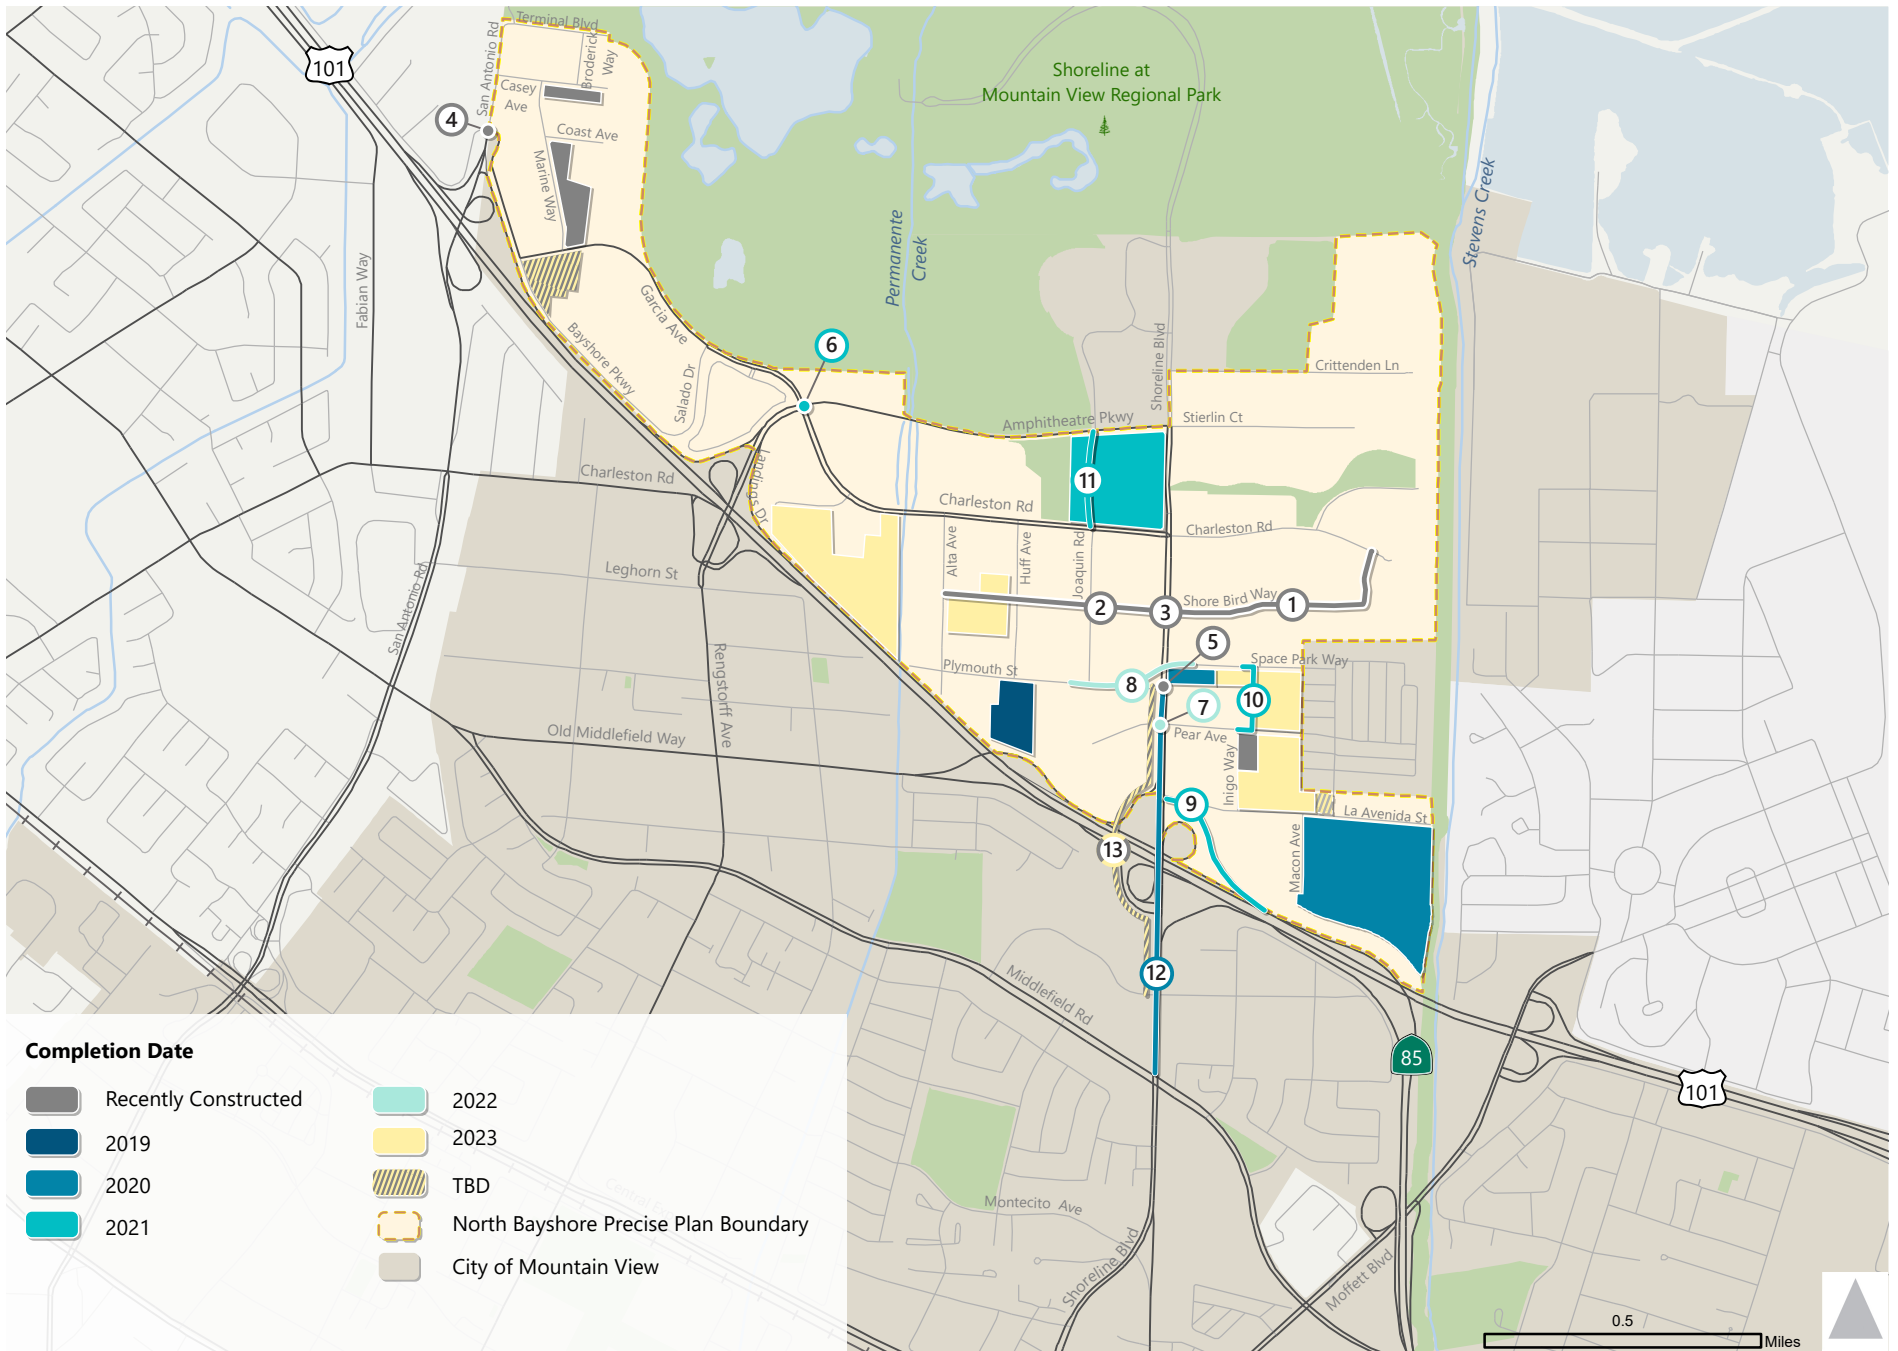 Terminal Blvd
San Antonio Rd
Broderick
Way
101
Casey
Ave
4
Coast Ave
Marine Way
Shoreline at
Mountain View Regional Park
Stevens Creek
Permanente
Creek
Fabian Way
Garcia Ave
Bayshore Pkwy
Salado Dr
6
Shoreline Blvd
Crittenden Ln
Amphitheatre Pkwy
Stierlin Ct
Landings Dr
Charleston Rd
11
Charleston Rd
Charleston Rd
Alta Ave
Huff Ave
Joaquin Rd
Leghorn St
San Antonio Rd
2
3
Shore Bird Way
1
5
Rengstorff Ave
Plymouth St
Space Park Way
8
10
7
Old Middlefield Way
Pear Ave
Inigo Way
9
La Avenida St
13
Macon Ave
12
Middlefield Rd
85
101
Central Ex
Montecito Ave
Shoreline Blvd
Moffett Blvd
Completion Date
Recently Constructed
2019
2020
2021
2022
2023
TBD
North Bayshore Precise Plan Boundary
City of Mountain View
0.5
Miles